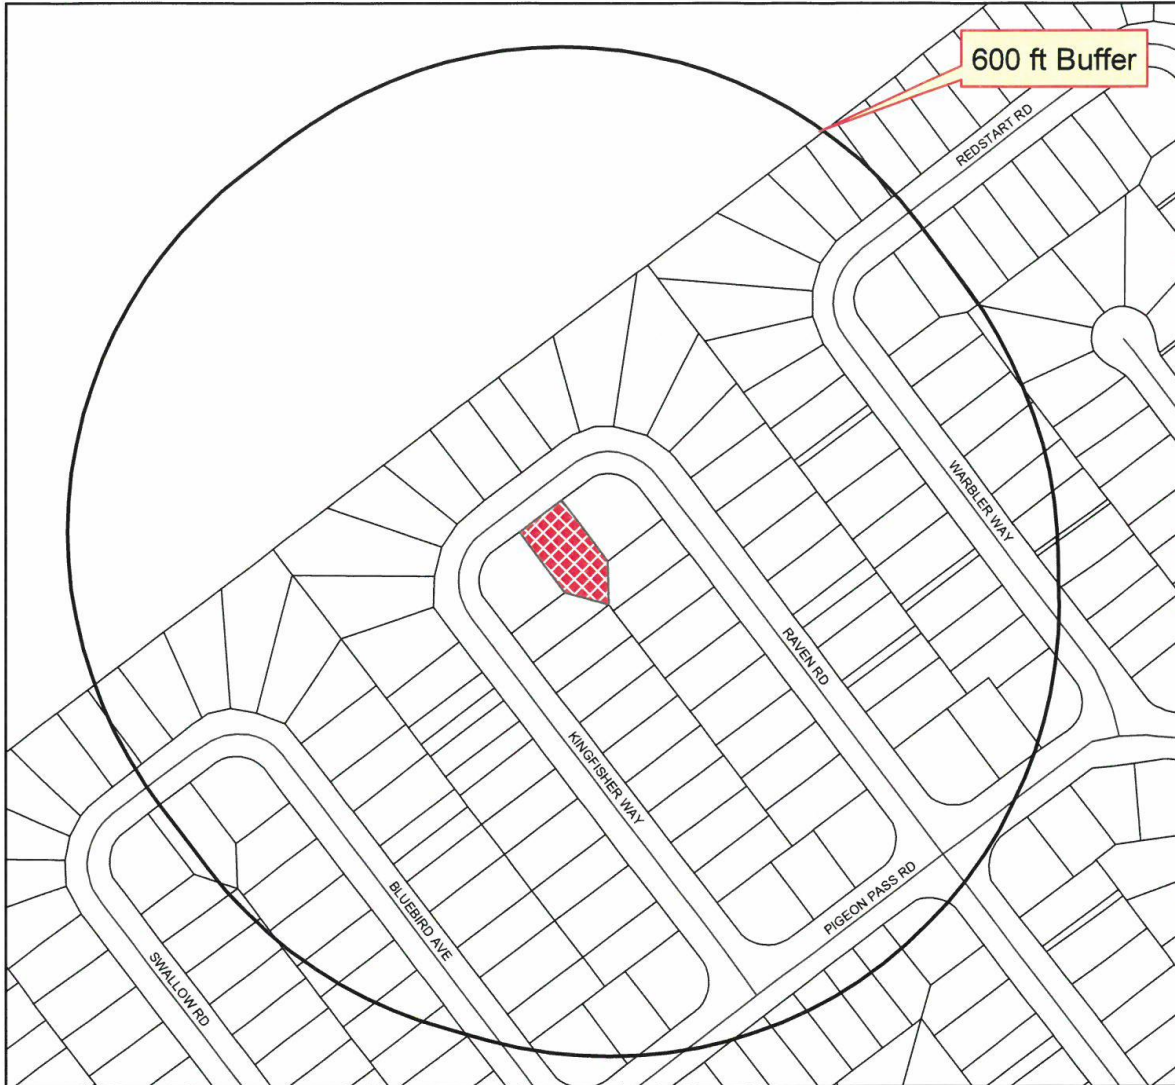 600 ft Buffer
REDSTART RD
WARBLER WAY
RAVEN RD
KINGFISHER WAY
PIGEON PASS RD
BLUEBIRD AVE
SWALLOW RD